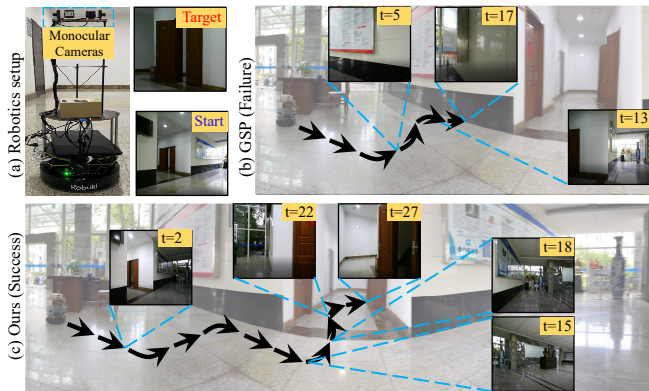 (a) Robotics setup
Monocular
Cameras
Kobuki
Target
Start
(b) GSP (Failure)
t=5
t=17
t=13
(c) Ours (Success)
t=2
t=22
t=27
t=18
t=15